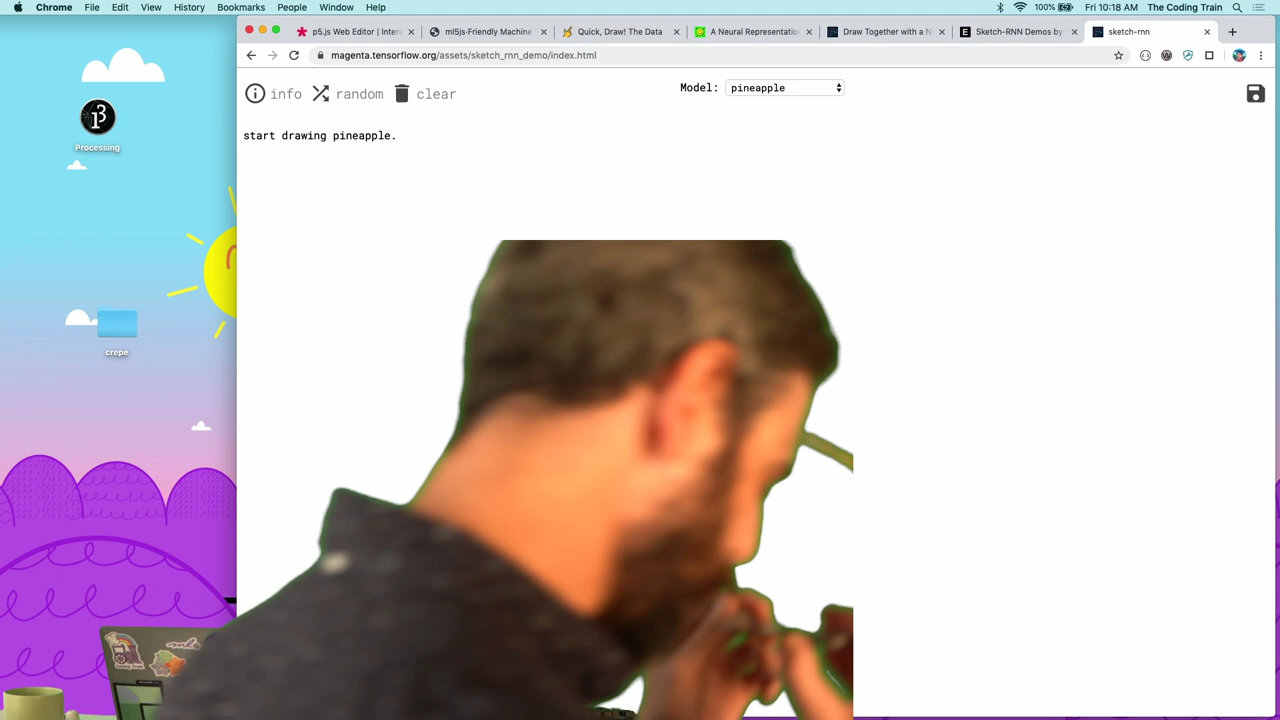 Chrome File Edit View History Bookmarks People Window Help 100% Fri 10:18 AM The Coding Train
p5.js Web Editor | Intera ml5js·Friendly Machine Quick, Draw! The Data A Neural Representatio Draw Together with a N Sketch-RNN Demos by sketch-rnn
magenta.tensorflow.org/assets/sketch_rnn_demo/index.html
info random clear Model: pineapple
start drawing pineapple.
Processing
crepe